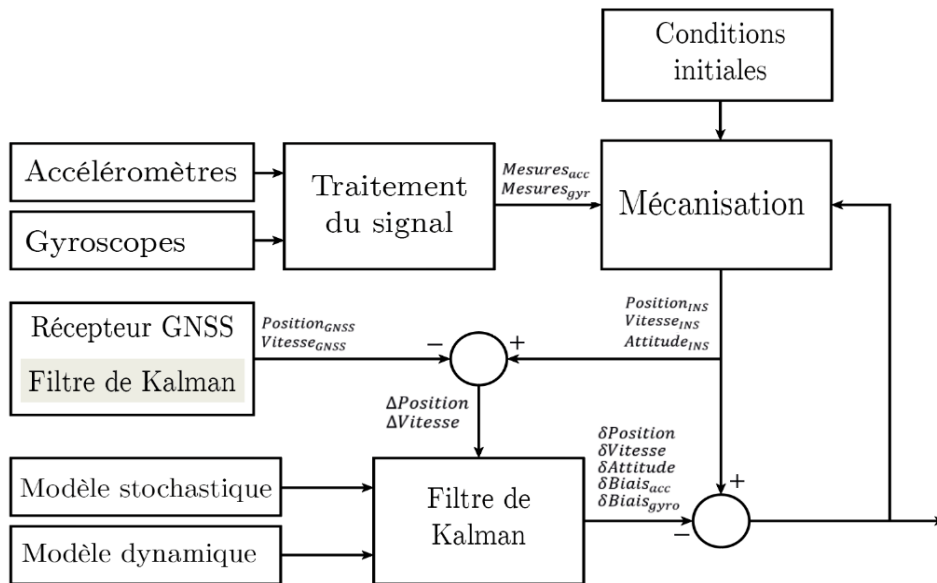 Conditions
initiales
Accéléromètres
Gyroscopes
Traitement
du signal
Mesures_acc
Mesures_gyr
Mécanisation
Récepteur GNSS
Filtre de Kalman
Position_GNSS
Vitesse_GNSS
−
+
Position_INS
Vitesse_INS
Attitude_INS
ΔPosition
ΔVitesse
Modèle stochastique
Modèle dynamique
Filtre de
Kalman
δPosition
δVitesse
δAttitude
δBiais_acc
δBiais_gyro
+
−